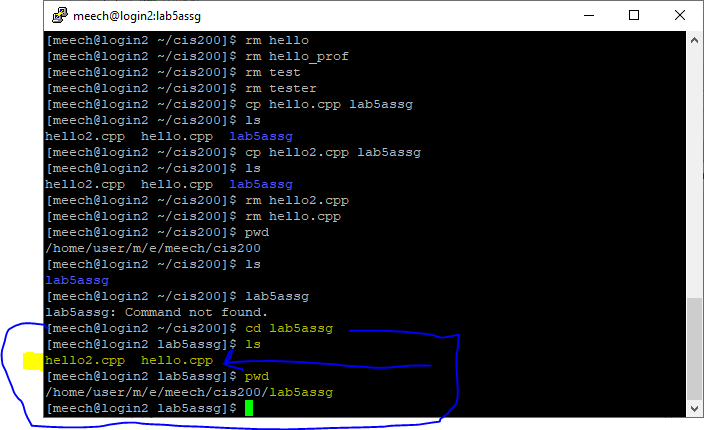 meech@login2:lab5assg
[meech@login2 ~/cis200]$ rm hello
[meech@login2 ~/cis200]$ rm hello_prof
[meech@login2 ~/cis200]$ rm test
[meech@login2 ~/cis200]$ rm tester
[meech@login2 ~/cis200]$ cp hello.cpp lab5assg
[meech@login2 ~/cis200]$ ls
hello2.cpp  hello.cpp  lab5assg
[meech@login2 ~/cis200]$ cp hello2.cpp lab5assg
[meech@login2 ~/cis200]$ ls
hello2.cpp  hello.cpp  lab5assg
[meech@login2 ~/cis200]$ rm hello2.cpp
[meech@login2 ~/cis200]$ rm hello.cpp
[meech@login2 ~/cis200]$ pwd
/home/user/m/e/meech/cis200
[meech@login2 ~/cis200]$ ls
lab5assg
[meech@login2 ~/cis200]$ lab5assg
lab5assg: Command not found.
[meech@login2 ~/cis200]$ cd lab5assg
[meech@login2 lab5assg]$ ls
hello2.cpp  hello.cpp
[meech@login2 lab5assg]$ pwd
/home/user/m/e/meech/cis200/lab5assg
[meech@login2 lab5assg]$